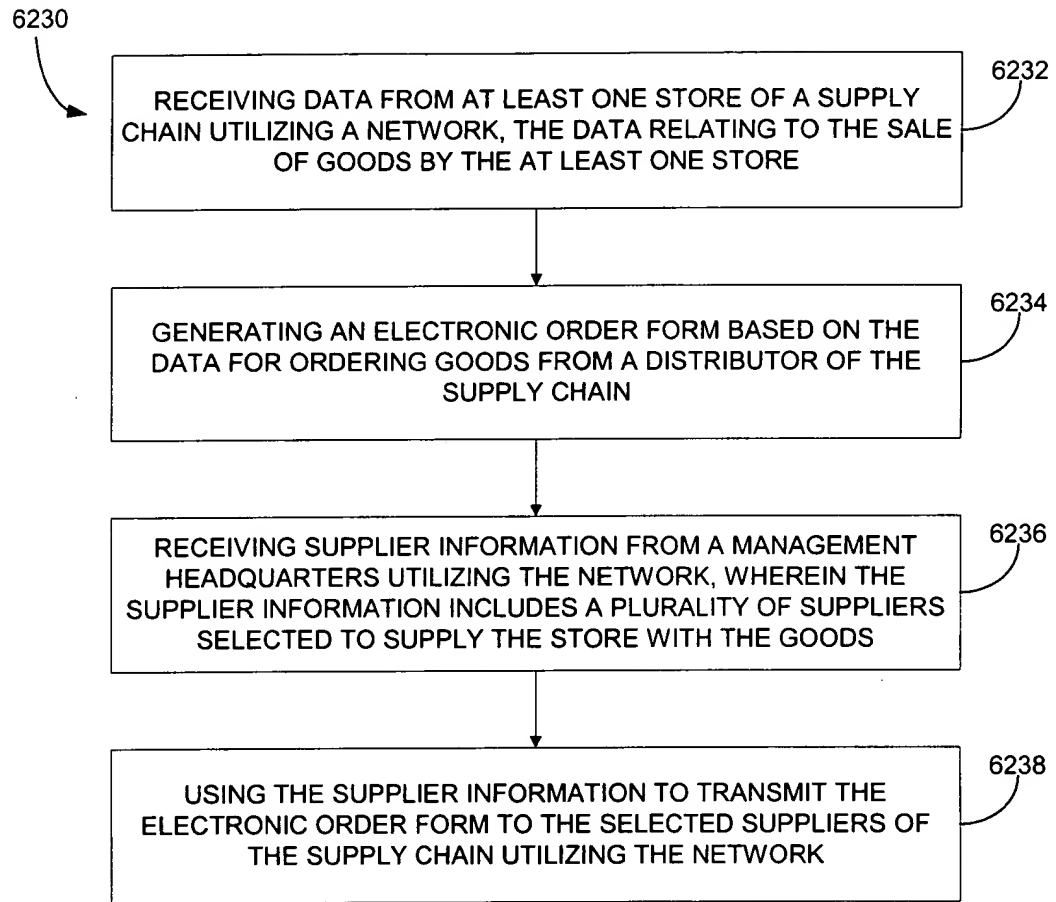 6230
6232
RECEIVING DATA FROM AT LEAST ONE STORE OF A SUPPLY
CHAIN UTILIZING A NETWORK, THE DATA RELATING TO THE SALE
OF GOODS BY THE AT LEAST ONE STORE
6234
GENERATING AN ELECTRONIC ORDER FORM BASED ON THE
DATA FOR ORDERING GOODS FROM A DISTRIBUTOR OF THE
SUPPLY CHAIN
6236
RECEIVING SUPPLIER INFORMATION FROM A MANAGEMENT
HEADQUARTERS UTILIZING THE NETWORK, WHEREIN THE
SUPPLIER INFORMATION INCLUDES A PLURALITY OF SUPPLIERS
SELECTED TO SUPPLY THE STORE WITH THE GOODS
6238
USING THE SUPPLIER INFORMATION TO TRANSMIT THE
ELECTRONIC ORDER FORM TO THE SELECTED SUPPLIERS OF
THE SUPPLY CHAIN UTILIZING THE NETWORK